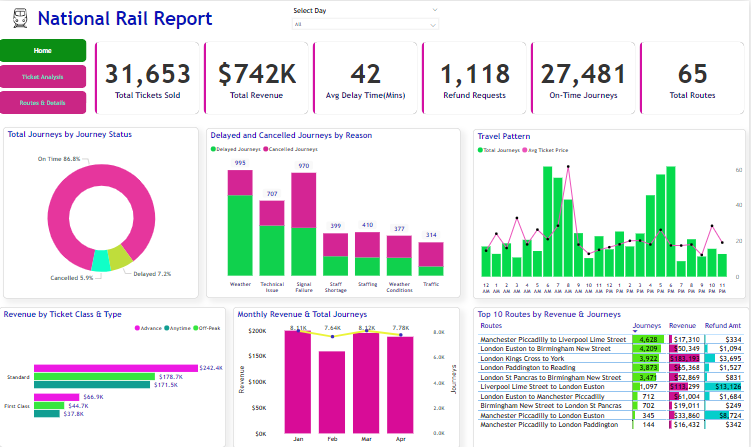 National Rail Report
Select Day
All
Home
Ticket Analysis
Routes & Details
31,653
Total Tickets Sold
$742K
Total Revenue
42
Avg Delay Time(Mins)
1,118
Refund Requests
27,481
On-Time Journeys
65
Total Routes
Total Journeys by Journey Status
On Time 86.8%
Cancelled 5.9%
Delayed 7.2%
Delayed and Cancelled Journeys by Reason
Delayed Journeys Cancelled Journeys
995
707
970
399
410
377
314
Weather
Technical Issue
Signal Failure
Staff Shortage
Staffing
Weather Conditions
Traffic
Travel Pattern
Total Journeys Avg Ticket Price
60
40
20
0
12 AM 1 AM 2 AM 3 AM 4 AM 5 AM 6 AM 7 AM 8 AM 9 AM 10 AM 11 AM 12 PM 1 PM 2 PM 3 PM 4 PM 5 PM 6 PM 7 PM 8 PM 9 PM 10 PM 11 PM
Revenue by Ticket Class & Type
Advance Anytime Off-Peak
Standard
$242.4K
$178.7K
$171.5K
First Class
$66.9K
$44.7K
$37.8K
Monthly Revenue & Total Journeys
Revenue
$200K
$150K
$100K
$50K
$0K
8.11K 7.64K 8.12K 7.78K
Jan Feb Mar Apr
8.0K
6.0K
4.0K
2.0K
0.0K
Journeys
Top 10 Routes by Revenue & Journeys
Routes Journeys Revenue Refund Amt
Manchester Piccadilly to Liverpool Lime Street 4,628 $17,310 $334
London Euston to Birmingham New Street 4,209 $50,349 $1,094
London Kings Cross to York 3,922 $183,193 $3,695
London Paddington to Reading 3,873 $65,368 $1,527
London St Pancras to Birmingham New Street 3,471 $52,869 $831
Liverpool Lime Street to London Euston 1,097 $113,299 $13,126
London Euston to Manchester Piccadilly 712 $61,004 $1,684
Birmingham New Street to London St Pancras 702 $19,011 $249
Manchester Piccadilly to London Euston 345 $33,860 $8,724
Manchester Piccadilly to London Paddington 144 $16,432 $342